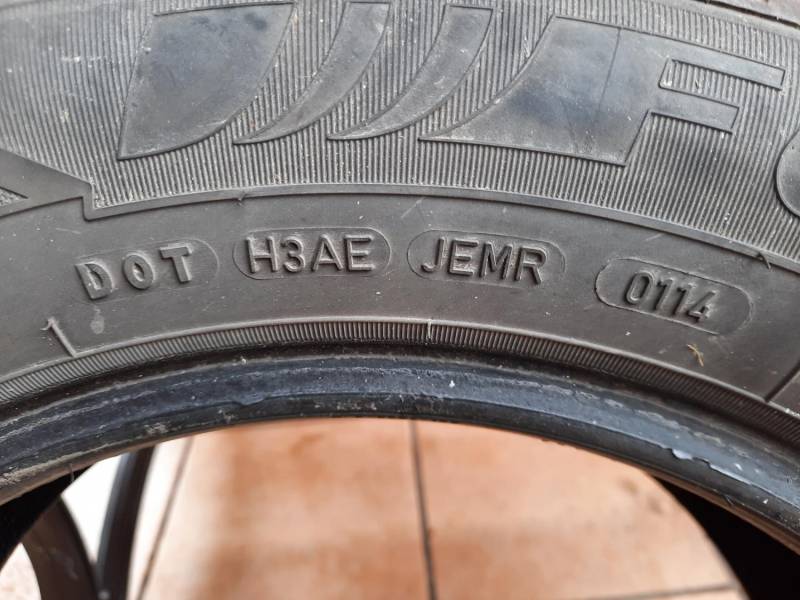 F
DOT H3AE JEMR 0114